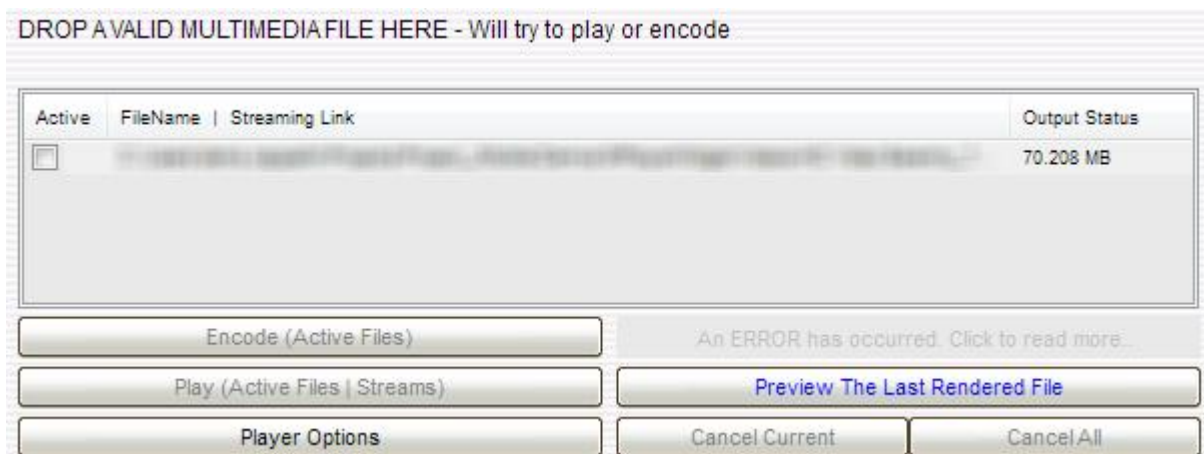 DROP A VALID MULTIMEDIA FILE HERE - Will try to play or encode
Active FileName | Streaming Link Output Status
70.208 MB
Encode (Active Files) An ERROR has occurred. Click to read more..
Play (Active Files | Streams) Preview The Last Rendered File
Player Options Cancel Current Cancel All